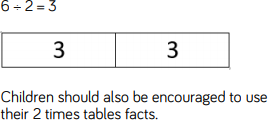 6 ÷ 2 = 3
3 3
Children should also be encouraged to use
their 2 times tables facts.